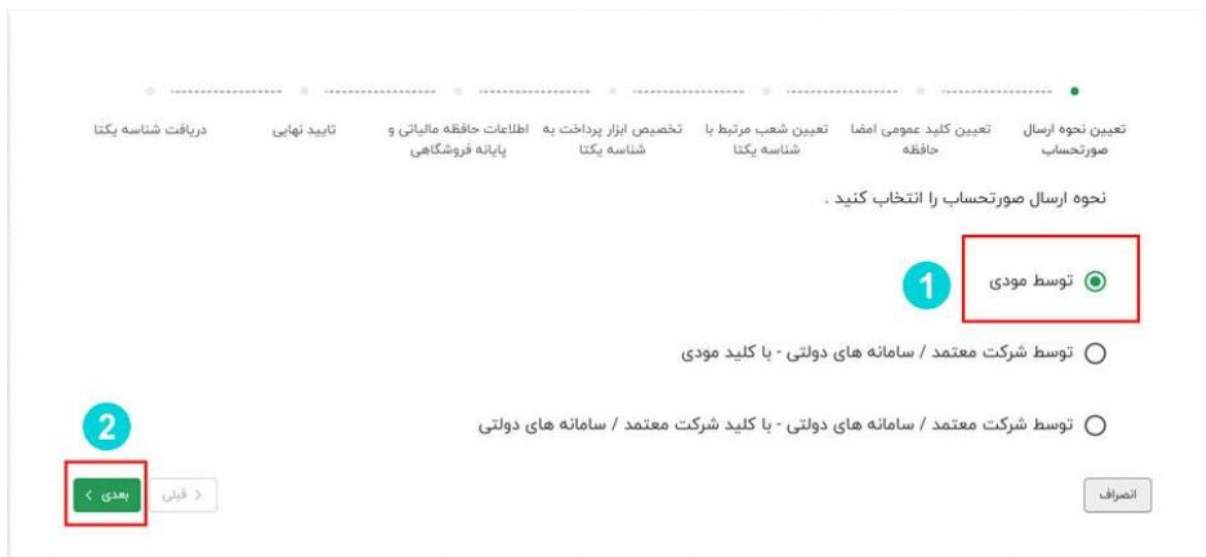 تعیین نحوه ارسال
صورتحساب
تعیین کلید عمومی امضا
حافظه
تعیین شعب مرتبط با
شناسه یکتا
تخصیص ابزار پرداخت به
شناسه یکتا
اطلاعات حافظه مالیاتی و
پایانه فروشگاهی
تایید نهایی
دریافت شناسه یکتا
نحوه ارسال صورتحساب را انتخاب کنید .
توسط مودی
1
توسط شرکت معتمد / سامانه های دولتی - با کلید مودی
توسط شرکت معتمد / سامانه های دولتی - با کلید شرکت معتمد / سامانه های دولتی
2
انصراف
< قبلی
بعدی >